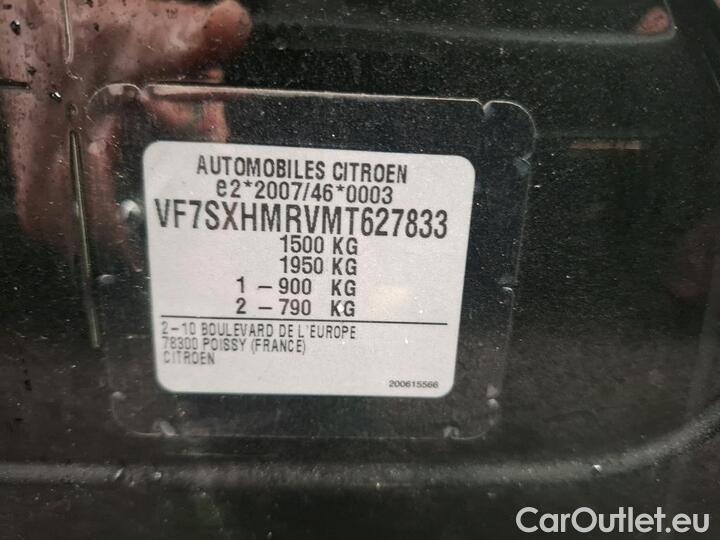 AUTOMOBILES CITROEN
e2*2007/46*0003
VF7SXHMRVMT627833
1500 KG
1950 KG
1 – 900 KG
2 – 790 KG
2–10 BOULEVARD DE L'EUROPE
78300 POISSY (FRANCE)
CITROEN
200615566
CarOutlet.eu